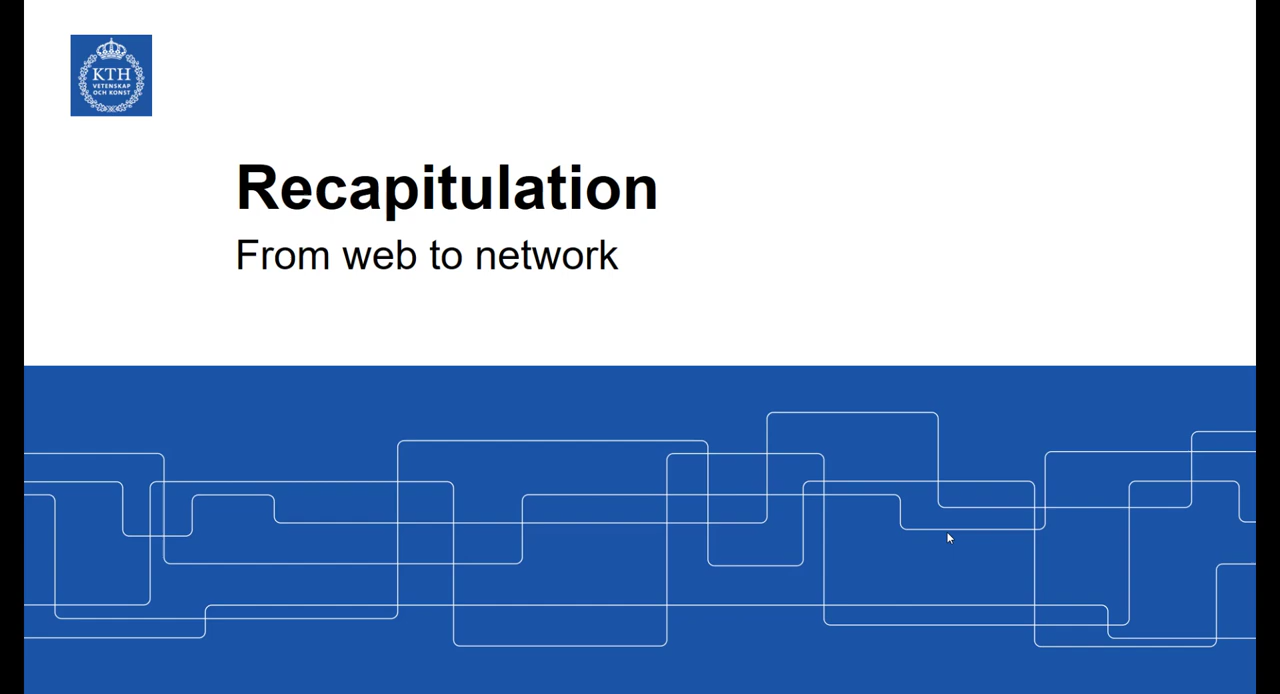 KTH
VETENSKAP
OCH KONST
Recapitulation
From web to network